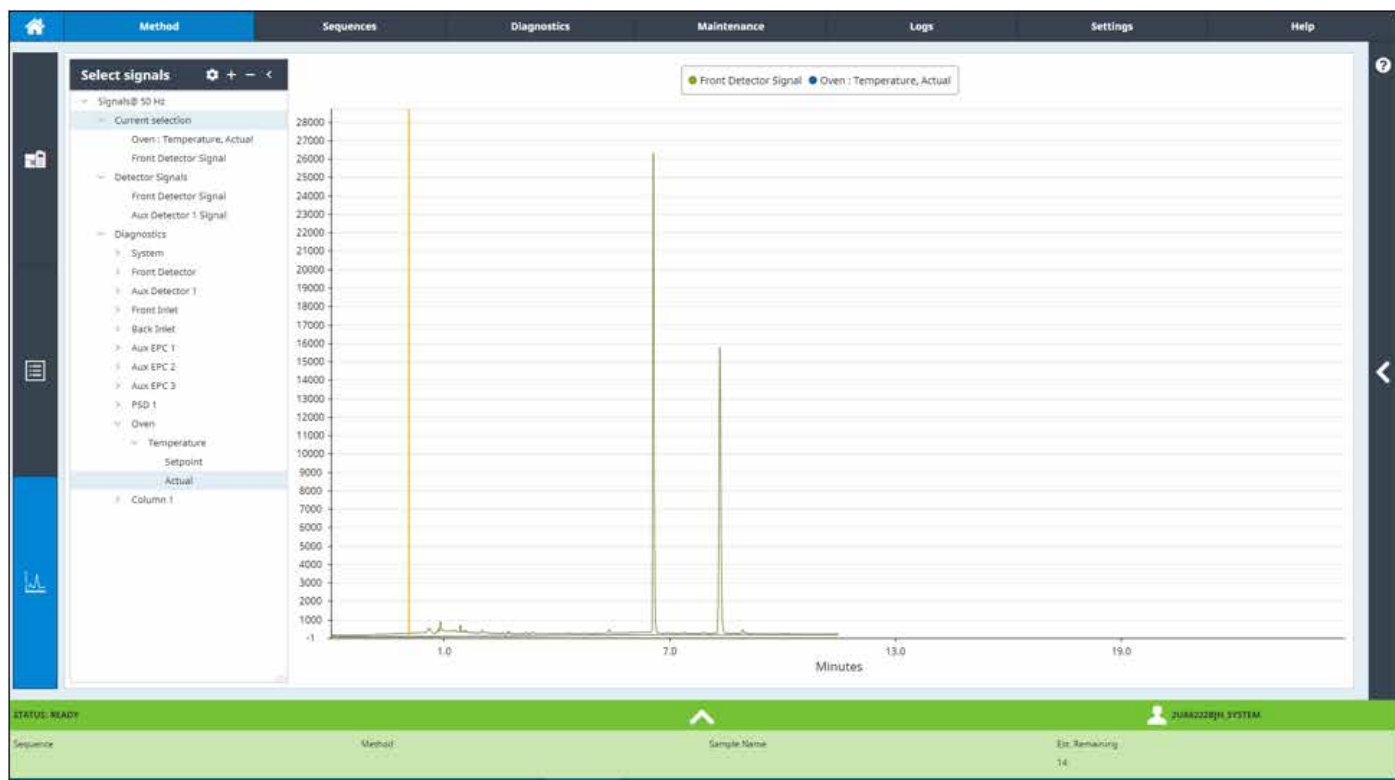 Method Sequences Diagnostics Maintenance Logs Settings Help
Select signals
Signals@ 50 Hz
Current selection
Oven : Temperature, Actual
Front Detector Signal
Detector Signals
Front Detector Signal
Aux Detector 1 Signal
Diagnostics
System
Front Detector
Aux Detector 1
Front Inlet
Back Inlet
Aux EPC 1
Aux EPC 2
Aux EPC 3
PSD 1
Oven
Temperature
Setpoint
Actual
Column 1
Front Detector Signal Oven : Temperature, Actual
28000
27000
26000
25000
24000
23000
22000
21000
20000
19000
18000
17000
16000
15000
14000
13000
12000
11000
10000
9000
8000
7000
6000
5000
4000
3000
2000
1000
-1
1.0 7.0 13.0 19.0
Minutes
STATUS: READY
Sequence Method Sample Name Est. Remaining
14